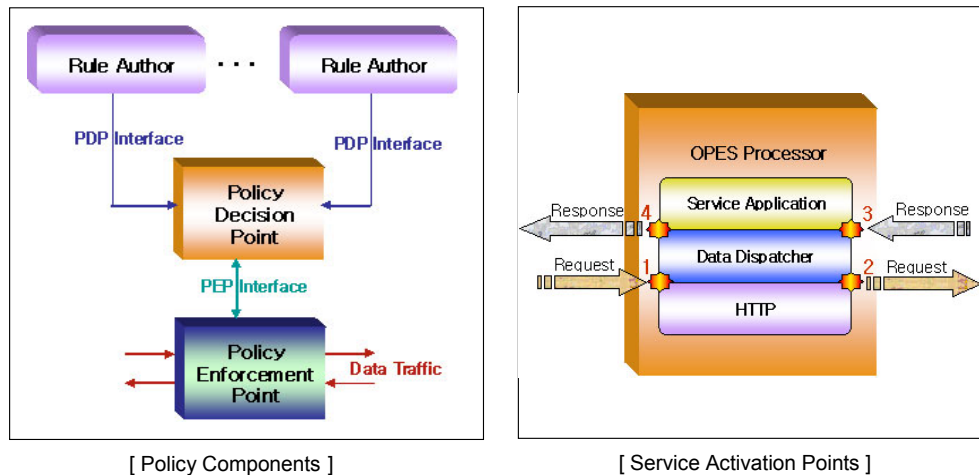 Rule Author
· · ·
Rule Author
PDP Interface
PDP Interface
Policy
Decision
Point
PEP Interface
Policy
Enforcement
Point
Data Traffic
[ Policy Components ]
OPES Processor
Service Application
Response
4
3
Response
Data Dispatcher
Request
1
2
Request
HTTP
[ Service Activation Points ]